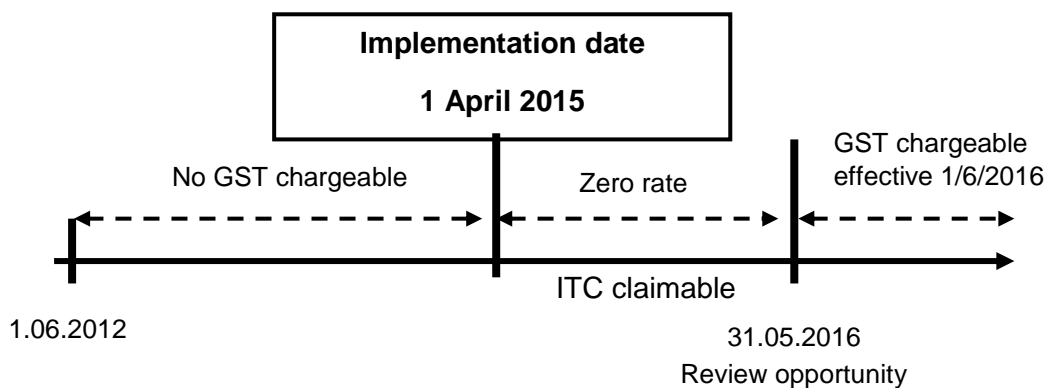 Implementation date
1 April 2015
No GST chargeable
Zero rate
GST chargeable
effective 1/6/2016
ITC claimable
1.06.2012
31.05.2016
Review opportunity